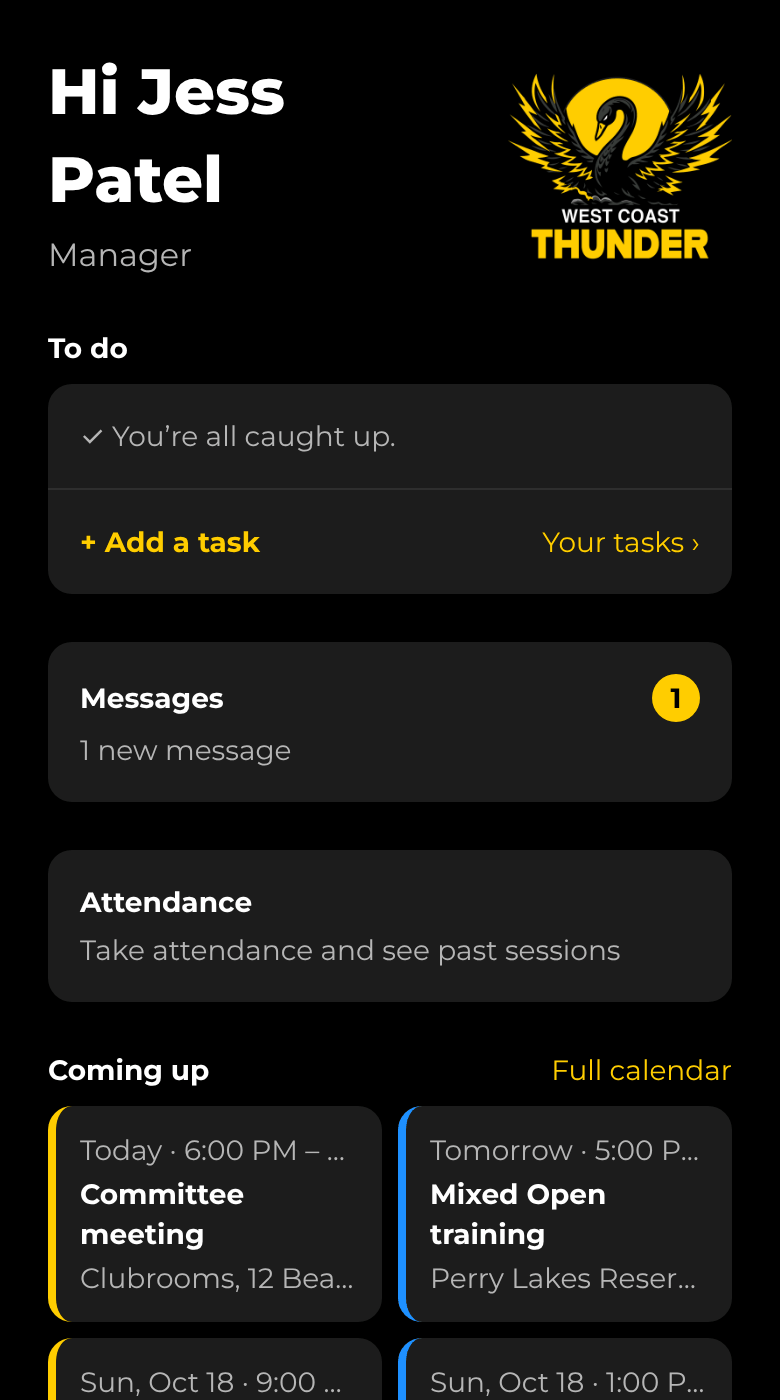 Hi Jess
Patel
Manager
WEST COAST
THUNDER
To do
✓ You’re all caught up.
+ Add a task
Your tasks ›
Messages
1
1 new message
Attendance
Take attendance and see past sessions
Coming up
Full calendar
Today · 6:00 PM – ...
Committee
meeting
Clubrooms, 12 Bea...
Tomorrow · 5:00 P...
Mixed Open
training
Perry Lakes Reser...
Sun, Oct 18 · 9:00 ...
Sun, Oct 18 · 1:00 P...